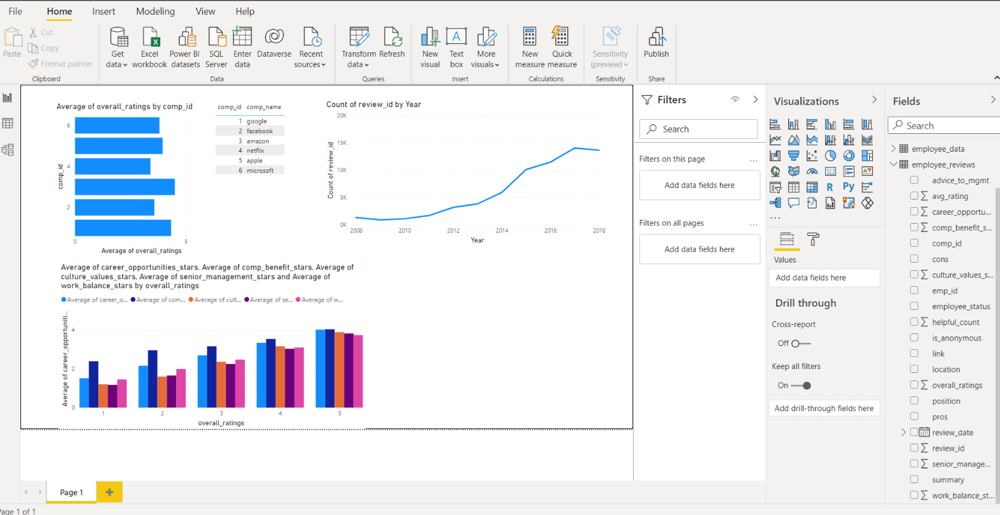 File Home Insert Modeling View Help
Paste
Cut
Copy
Format painter
Clipboard
Get data
Excel workbook
Power BI datasets
SQL Server
Enter data
Dataverse
Recent sources
Data
Transform data
Refresh
Queries
New visual
Text box
More visuals
Insert
New measure
Quick measure
Calculations
Sensitivity (preview)
Sensitivity
Publish
Share
Average of overall_ratings by comp_id
6
4
2
comp_id
0 5
Average of overall_ratings
comp_id comp_name
1 google
2 facebook
3 amazon
4 netflix
5 apple
6 microsoft
Count of review_id by Year
20K
15K
10K
5K
0K
Count of review_id
2008 2010 2012 2014 2016 2018
Year
Average of career_opportunities_stars, Average of comp_benefit_stars, Average of
culture_values_stars, Average of senior_management_stars and Average of
work_balance_stars by overall_ratings
Average of career_o... Average of com... Average of cult... Average of se... Average of w...
Average of career_opportuniti...
4
2
0
1 2 3 4 5
overall_ratings
Filters
Search
Filters on this page ...
Add data fields here
Filters on all pages ...
Add data fields here
Visualizations
123
R Py
...
Values
Add data fields here
Drill through
Cross-report
Off
Keep all filters
On
Add drill-through fields here
Fields
Search
employee_data
employee_reviews
advice_to_mgmt
avg_rating
career_opportu...
comp_benefit_s...
comp_id
cons
culture_values_s...
emp_id
employee_status
helpful_count
is_anonymous
link
location
overall_ratings
position
pros
review_date
review_id
senior_manage...
summary
work_balance_st...
Page 1
Page 1 of 1